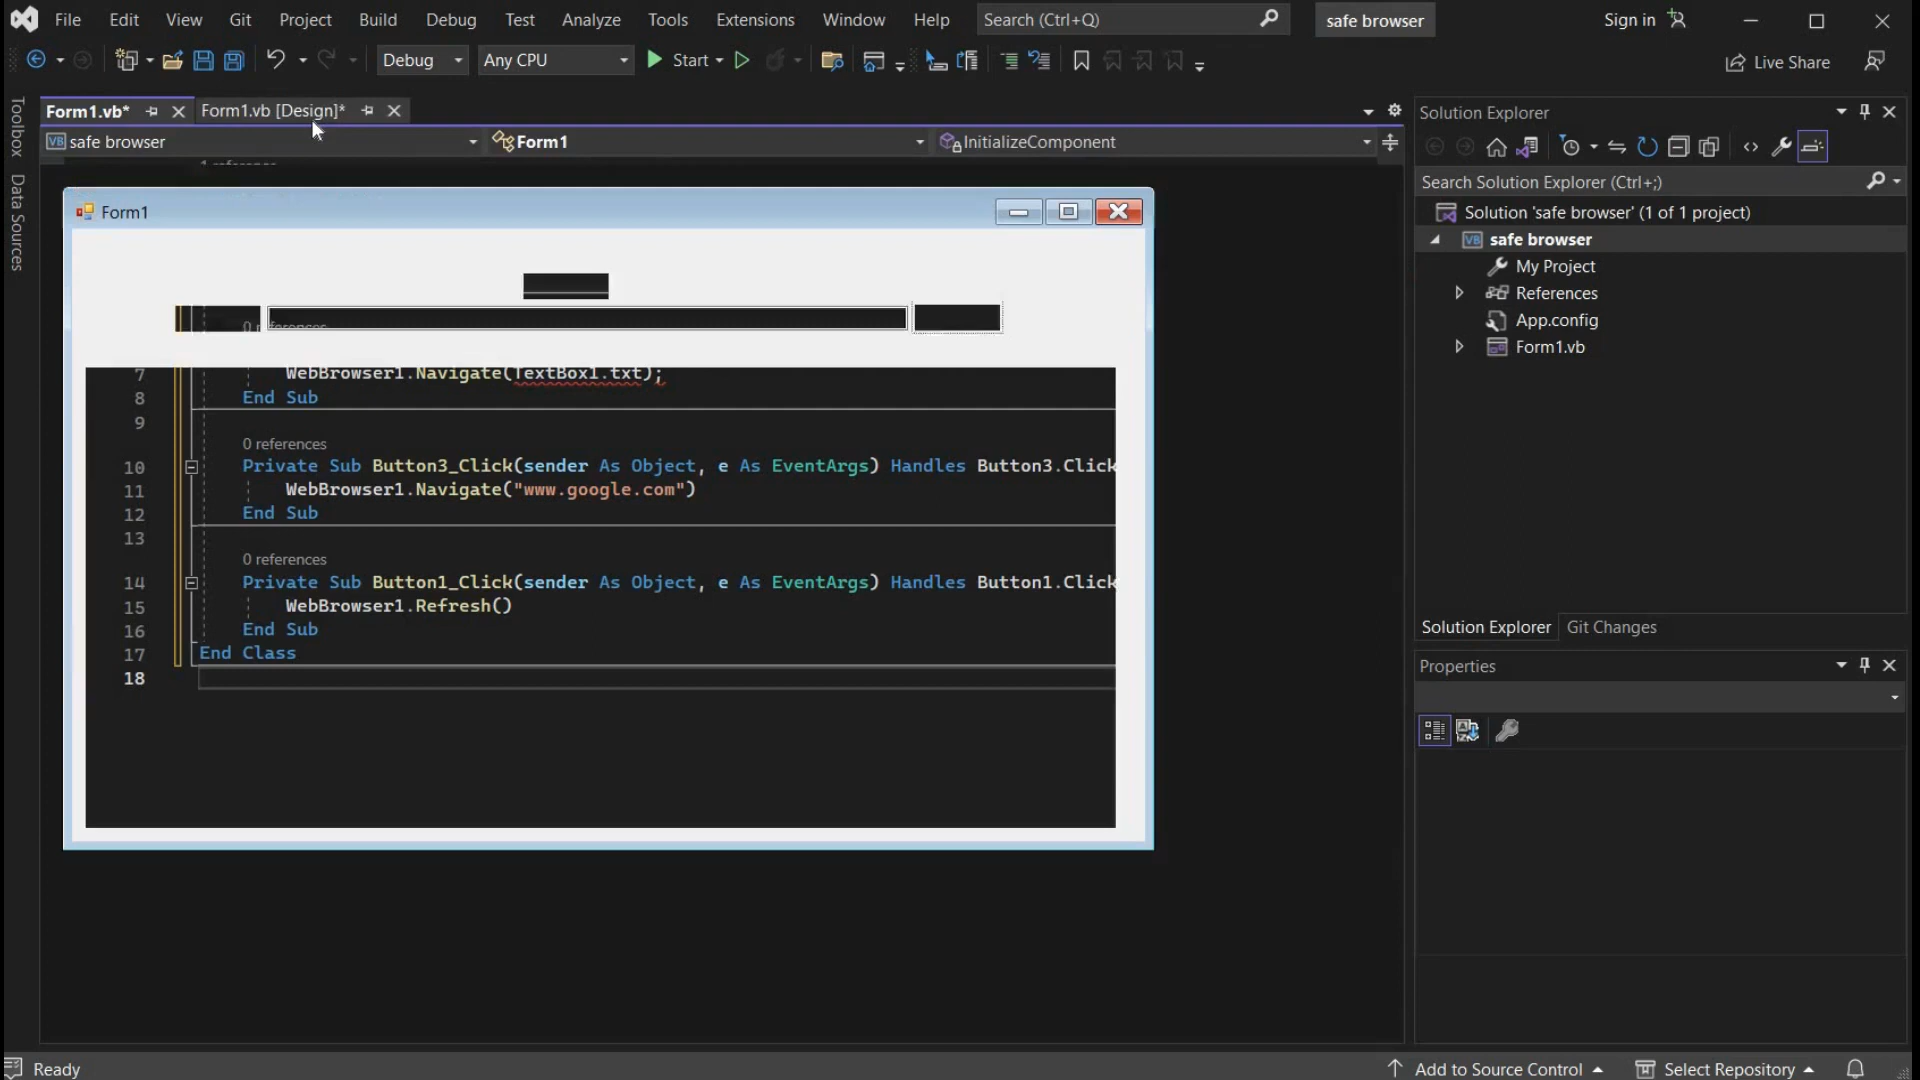 File Edit View Git Project Build Debug Test Analyze Tools Extensions Window Help Search (Ctrl+Q) safe browser Sign in
Debug Any CPU Start Live Share
Form1.vb* Form1.vb [Design]*
safe browser Form1 InitializeComponent
Toolbox
Data Sources
Form1
0 references
7 WebBrowser1.Navigate(TextBox1.txt);
8 End Sub
9
0 references
10 Private Sub Button3_Click(sender As Object, e As EventArgs) Handles Button3.Click
11 WebBrowser1.Navigate("www.google.com")
12 End Sub
13
0 references
14 Private Sub Button1_Click(sender As Object, e As EventArgs) Handles Button1.Click
15 WebBrowser1.Refresh()
16 End Sub
17 End Class
18
Solution Explorer
Search Solution Explorer (Ctrl+;)
Solution 'safe browser' (1 of 1 project)
VB safe browser
My Project
References
App.config
Form1.vb
Solution Explorer Git Changes
Properties
Ready Add to Source Control Select Repository